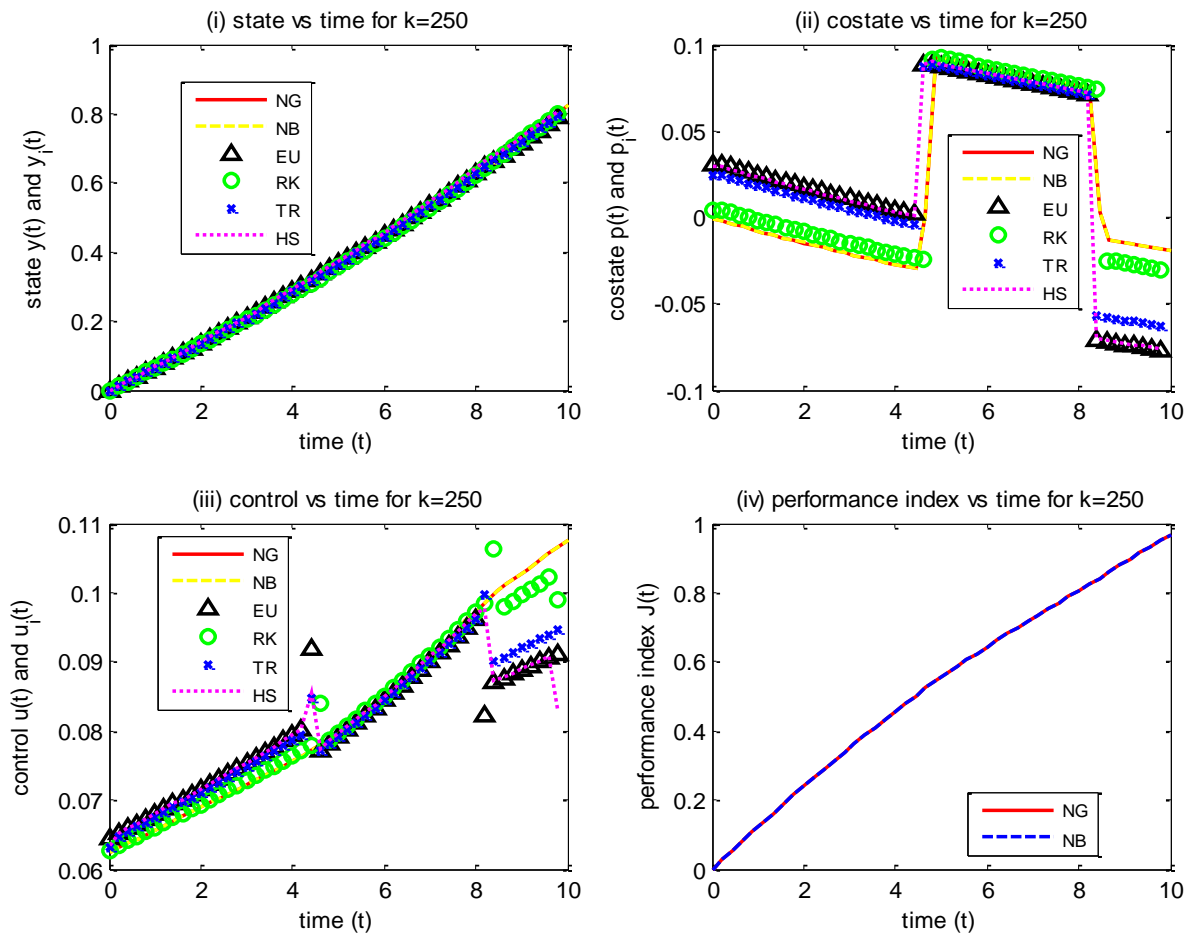 (i) state vs time for k=250
state y(t) and y_i(t)
1
0.8
0.6
0.4
0.2
0
0 2 4 6 8 10
time (t)
NG
NB
EU
RK
TR
HS
(ii) costate vs time for k=250
costate p(t) and p_i(t)
0.1
0.050
0
-0.050
-0.1
0 2 4 6 8 10
time (t)
NG
NB
EU
RK
TR
HS
(iii) control vs time for k=250
control u(t) and u_i(t)
0.11
0.10
0.09
0.08
0.07
0.06
0 2 4 6 8 10
time (t)
NG
NB
EU
RK
TR
HS
(iv) performance index vs time for k=250
performance index J(t)
1
0.8
0.6
0.4
0.2
0
0 2 4 6 8 10
time (t)
NG
NB